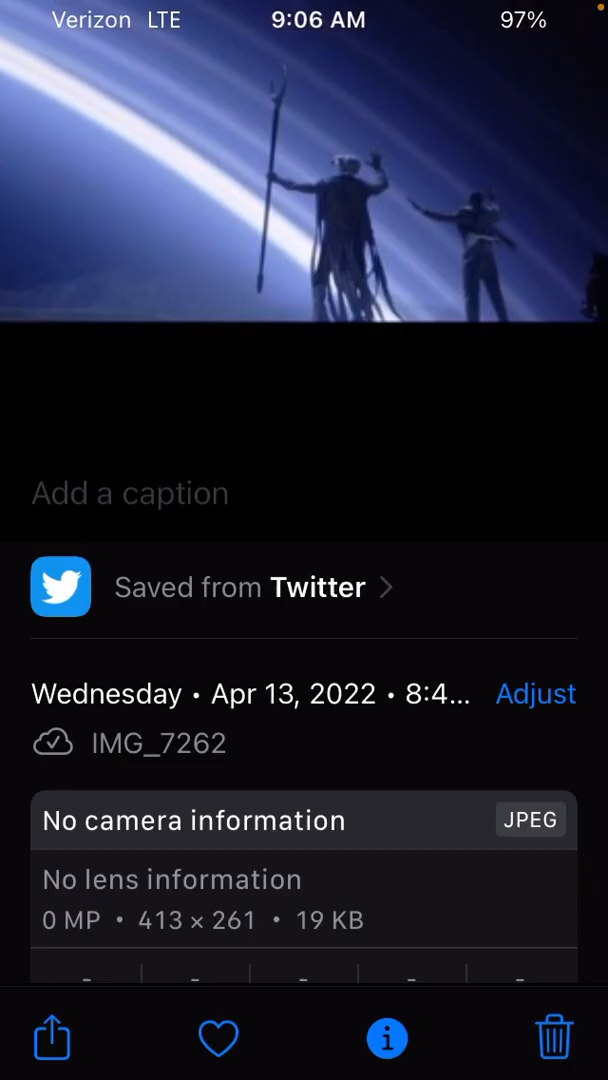 Verizon LTE 9:06 AM 97%
Add a caption
Saved from Twitter
Wednesday • Apr 13, 2022 • 8:4... Adjust
IMG_7262
No camera information JPEG
No lens information
0 MP • 413 × 261 • 19 KB
- - - - -